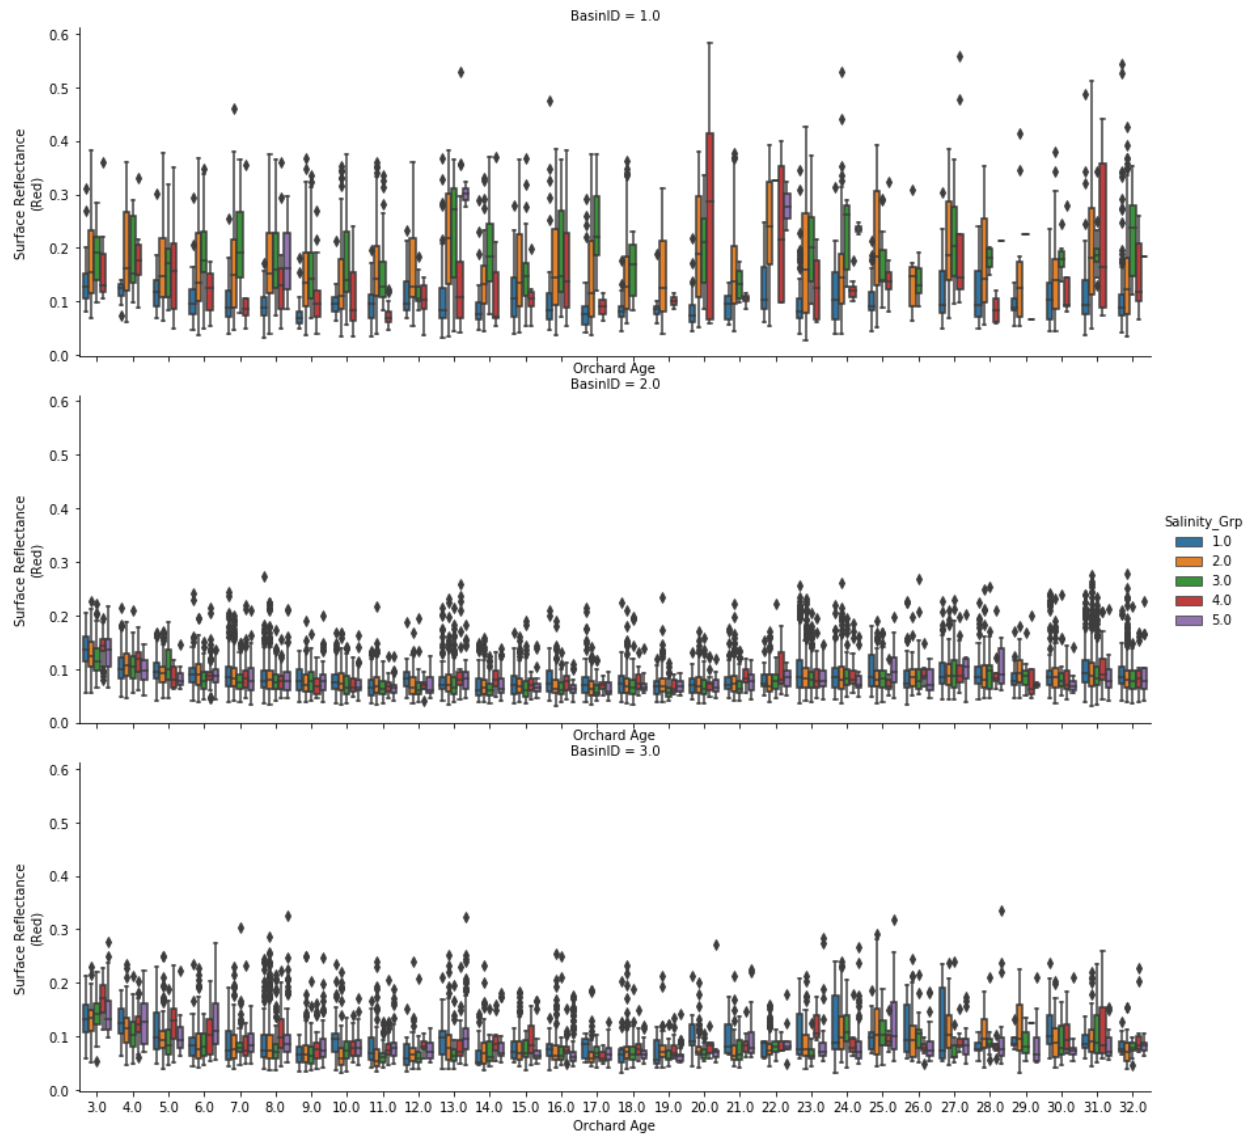 BasinID = 1.0
0.6
0.5
0.4
0.3
0.2
0.1
0.0
Surface Reflectance
(Red)
Orchard Age
BasinID = 2.0
0.6
0.5
0.4
0.3
0.2
0.1
0.0
Surface Reflectance
(Red)
Salinity_Grp
1.0
2.0
3.0
4.0
5.0
Orchard Age
BasinID = 3.0
0.6
0.5
0.4
0.3
0.2
0.1
0.0
Surface Reflectance
(Red)
3.0 4.0 5.0 6.0 7.0 8.0 9.0 10.0 11.0 12.0 13.0 14.0 15.0 16.0 17.0 18.0 19.0 20.0 21.0 22.0 23.0 24.0 25.0 26.0 27.0 28.0 29.0 30.0 31.0 32.0
Orchard Age